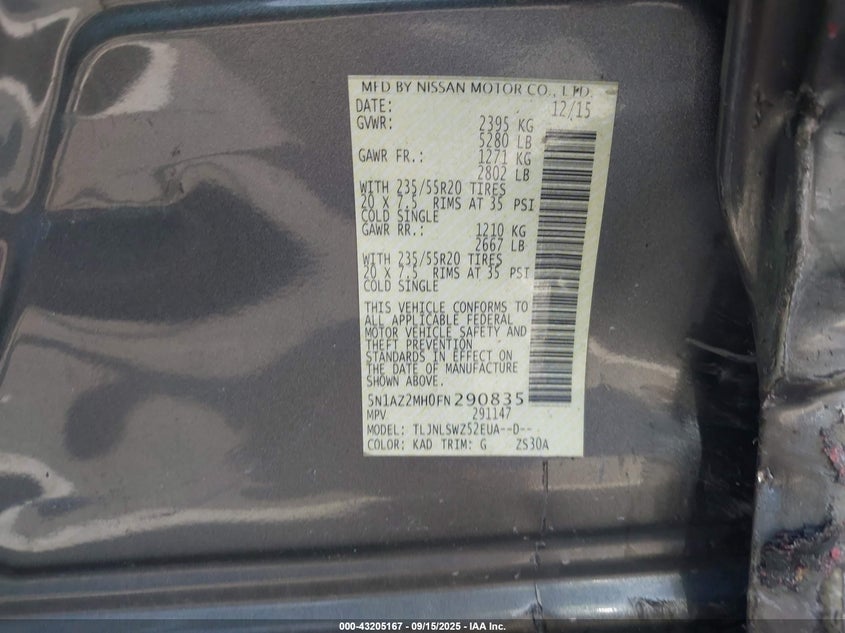 MFD BY NISSAN MOTOR CO., LTD.
DATE: 12/15
GVWR: 2395 KG
5280 LB
GAWR FR.: 1271 KG
2802 LB
WITH 235/55R20 TIRES
20 X 7.5 RIMS AT 35 PSI
COLD SINGLE
GAWR RR.: 1210 KG
2667 LB
WITH 235/55R20 TIRES
20 X 7.5 RIMS AT 35 PSI
COLD SINGLE
THIS VEHICLE CONFORMS TO
ALL APPLICABLE FEDERAL
MOTOR VEHICLE SAFETY AND
THEFT PREVENTION
STANDARDS IN EFFECT ON
THE DATE OF MANUFACTURE
SHOWN ABOVE.
5N1AZ2MH0FN290835
MPV 291147
MODEL: TLJNLSWZ52EUA--D--
COLOR: KAD TRIM: G ZS30A
000-43205167 - 09/15/2025 - IAA Inc.